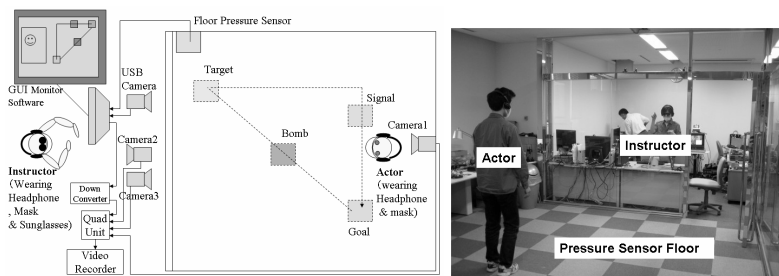 Floor Pressure Sensor
GUI Monitor
Software
USB
Camera
Target
Signal
Camera1
Camera2
Bomb
Instructor
(Wearing
Headphone
, Mask
& Sunglasses)
Camera3
Actor
(wearing
Headphone
& mask)
Down
Converter
Goal
Quad
Unit
Video
Recorder
Actor
Instructor
Pressure Sensor Floor